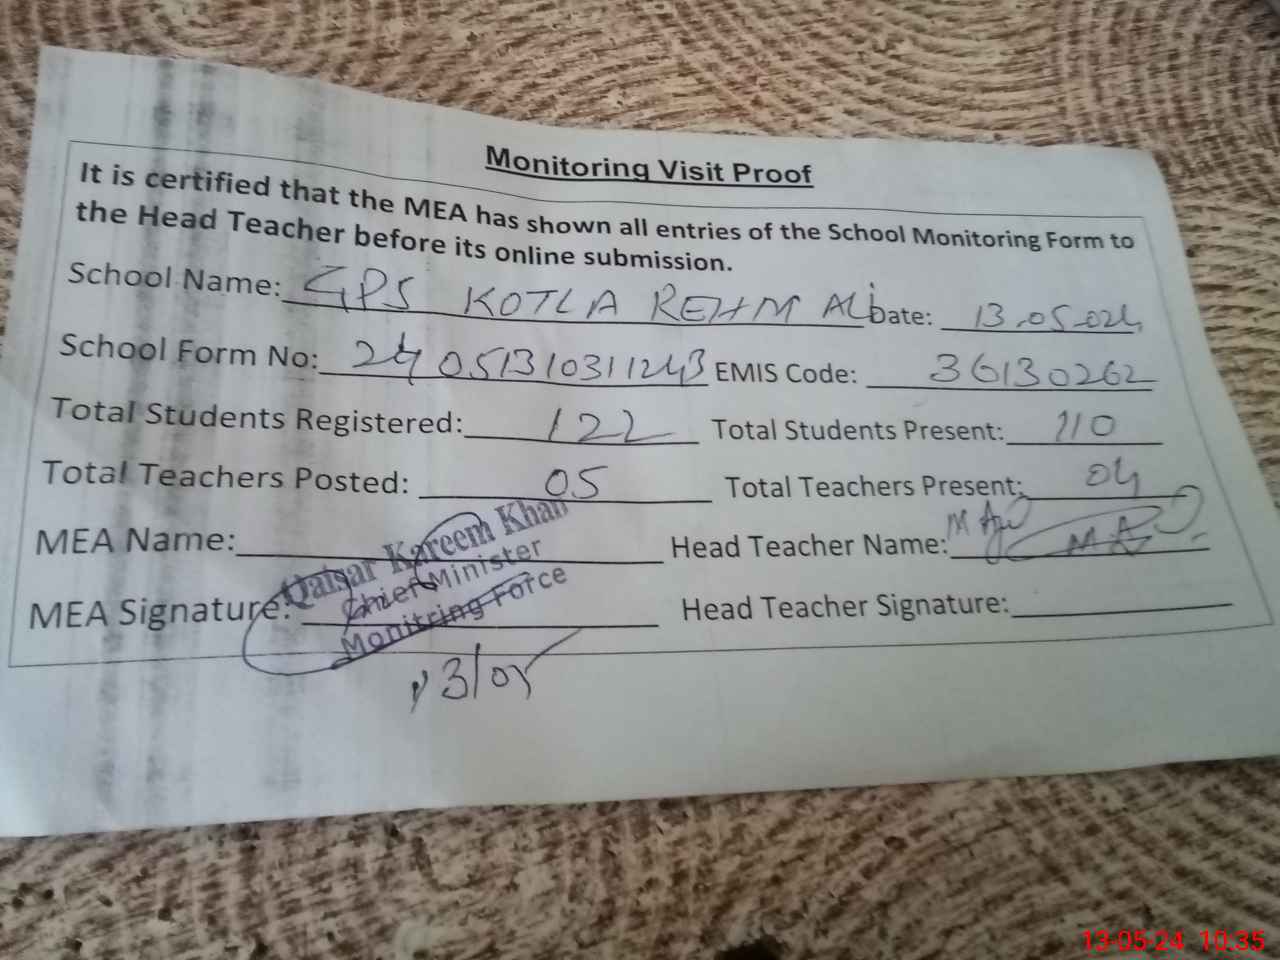 Monitoring Visit Proof
It is certified that the MEA has shown all entries of the School Monitoring Form to
the Head Teacher before its online submission.
School Name: GPS KOTLA REHM ALi Date: 13.05.024
School Form No: 2405131031243 EMIS Code: 36130262
Total Students Registered: 122 Total Students Present: 110
Total Teachers Posted: 05 Total Teachers Present: 04
MEA Name: Head Teacher Name:
Qaisar Kareem Khan
Chief Minister
Monitring Force
MEA Signature: Head Teacher Signature:
13/05
13-05-24 10:35